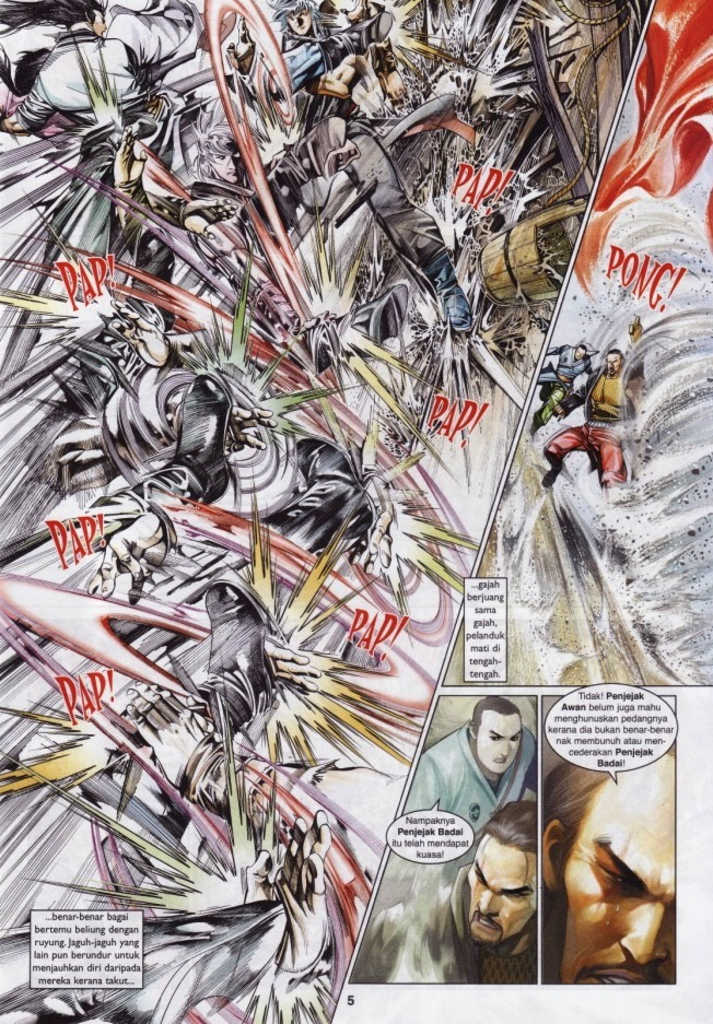 PAP!
PAP!
PONG!
PAP!
PAP!
PAP!
PAP!
...benar-benar bagai
bertemu beliung dengan
ruyung. Jaguh-jaguh yang
lain pun berundur untuk
menjauhkan diri daripada
mereka kerana takut...
...gajah
berjuang
sama
gajah,
pelanduk
mati di
tengah-
tengah.
Nampaknya
Penjejak Badai
itu telah mendapat
kuasa!
Tidak! Penjejak
Awan belum juga mahu
menghunuskan pedangnya
kerana dia bukan benar-benar
nak membunuh atau men-
cederakan Penjejak
Badai!
5